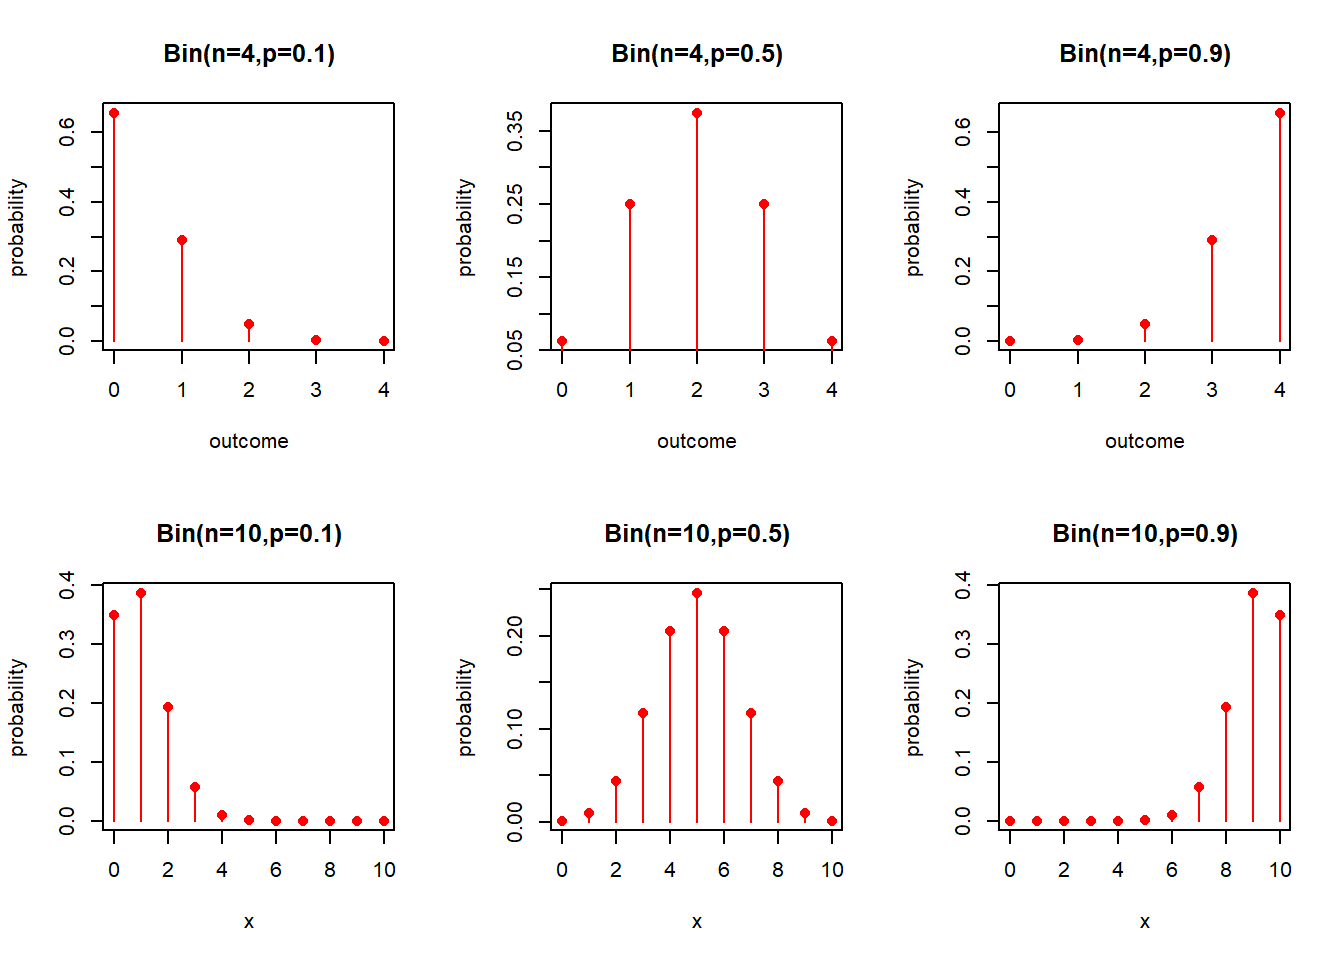 Bin(n=4,p=0.1)
probability
0.0 0.2 0.4 0.6
0 1 2 3 4
outcome
Bin(n=4,p=0.5)
probability
0.05 0.15 0.25 0.35
0 1 2 3 4
outcome
Bin(n=4,p=0.9)
probability
0.0 0.2 0.4 0.6
0 1 2 3 4
outcome
Bin(n=10,p=0.1)
probability
0.0 0.1 0.2 0.3 0.4
0 2 4 6 8 10
x
Bin(n=10,p=0.5)
probability
0.00 0.10 0.20
0 2 4 6 8 10
x
Bin(n=10,p=0.9)
probability
0.0 0.1 0.2 0.3 0.4
0 2 4 6 8 10
x